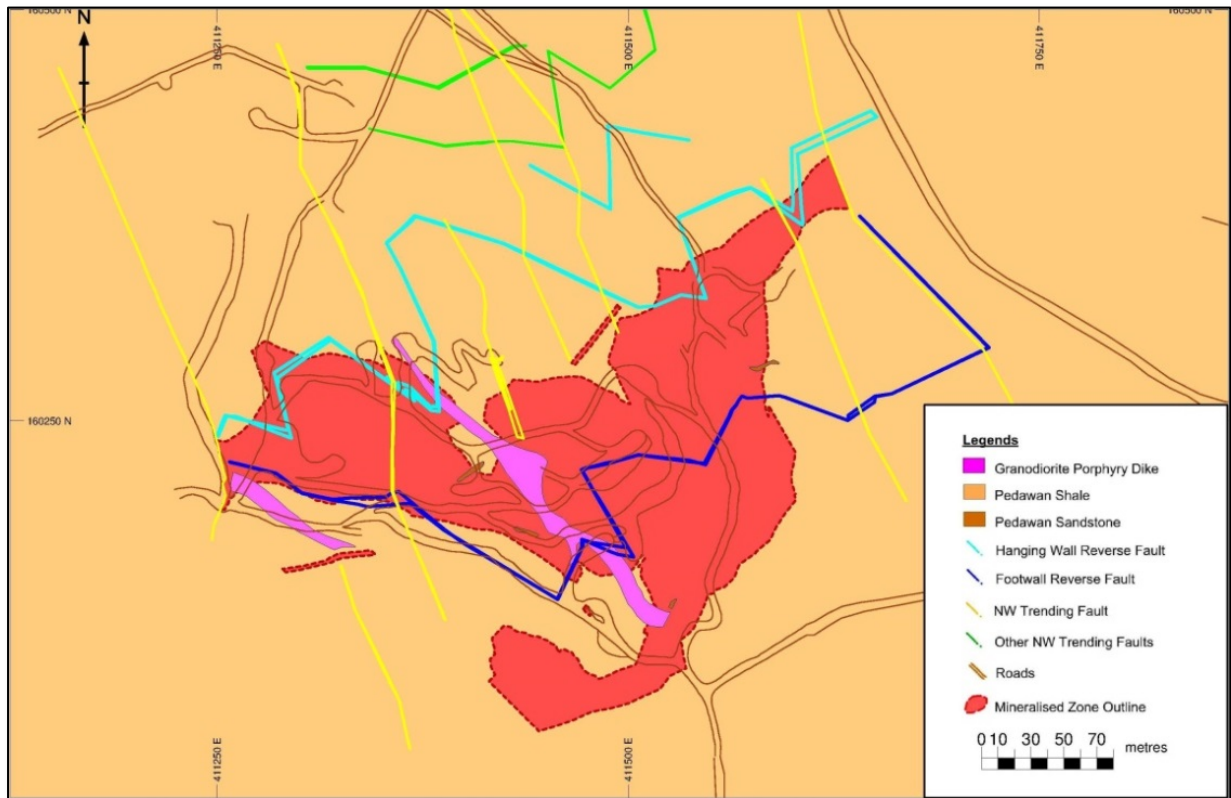 160500 N
160500 N
N
411250 E
411500 E
411750 E
160250 N
Legends
Granodiorite Porphyry Dike
Pedawan Shale
Pedawan Sandstone
Hanging Wall Reverse Fault
Footwall Reverse Fault
NW Trending Fault
Other NW Trending Faults
Roads
Mineralised Zone Outline
0 10 30 50 70 metres
411250 E
411500 E